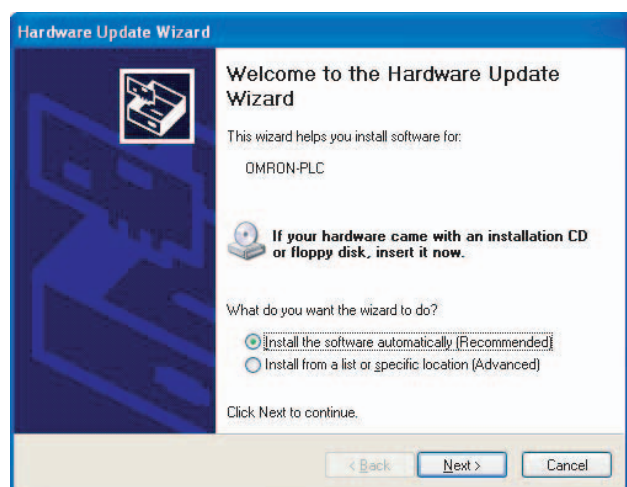 Hardware Update Wizard
Welcome to the Hardware Update
Wizard
This wizard helps you install software for:
OMRON-PLC
If your hardware came with an installation CD
or floppy disk, insert it now.
What do you want the wizard to do?
Install the software automatically (Recommended)
Install from a list or specific location (Advanced)
Click Next to continue.
< Back
Next >
Cancel